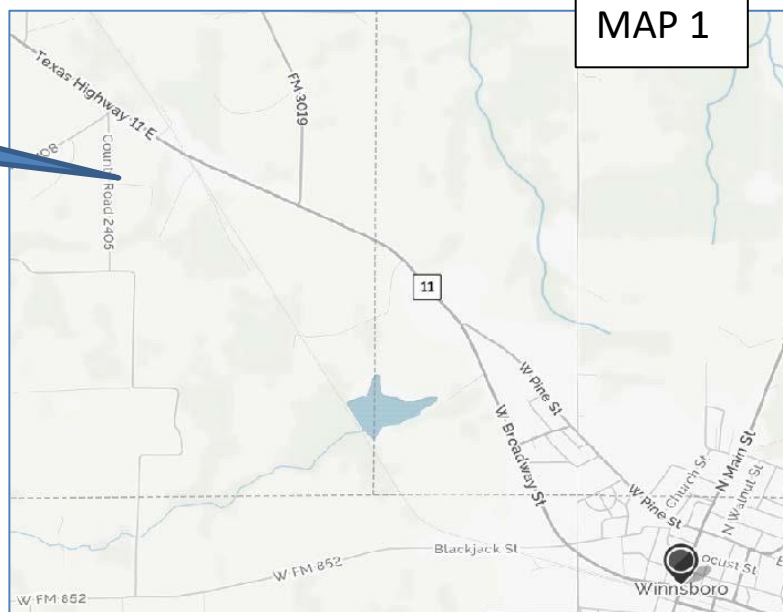 MAP 1
Texas Highway 11 E
FM 3019
County Road 2405
11
W Pine St
W Broadway St
N Main St
Church St
N Walnut St
W Pine St
Blackjack St
ocust St
W FM 852
W FM 852
Winnsboro